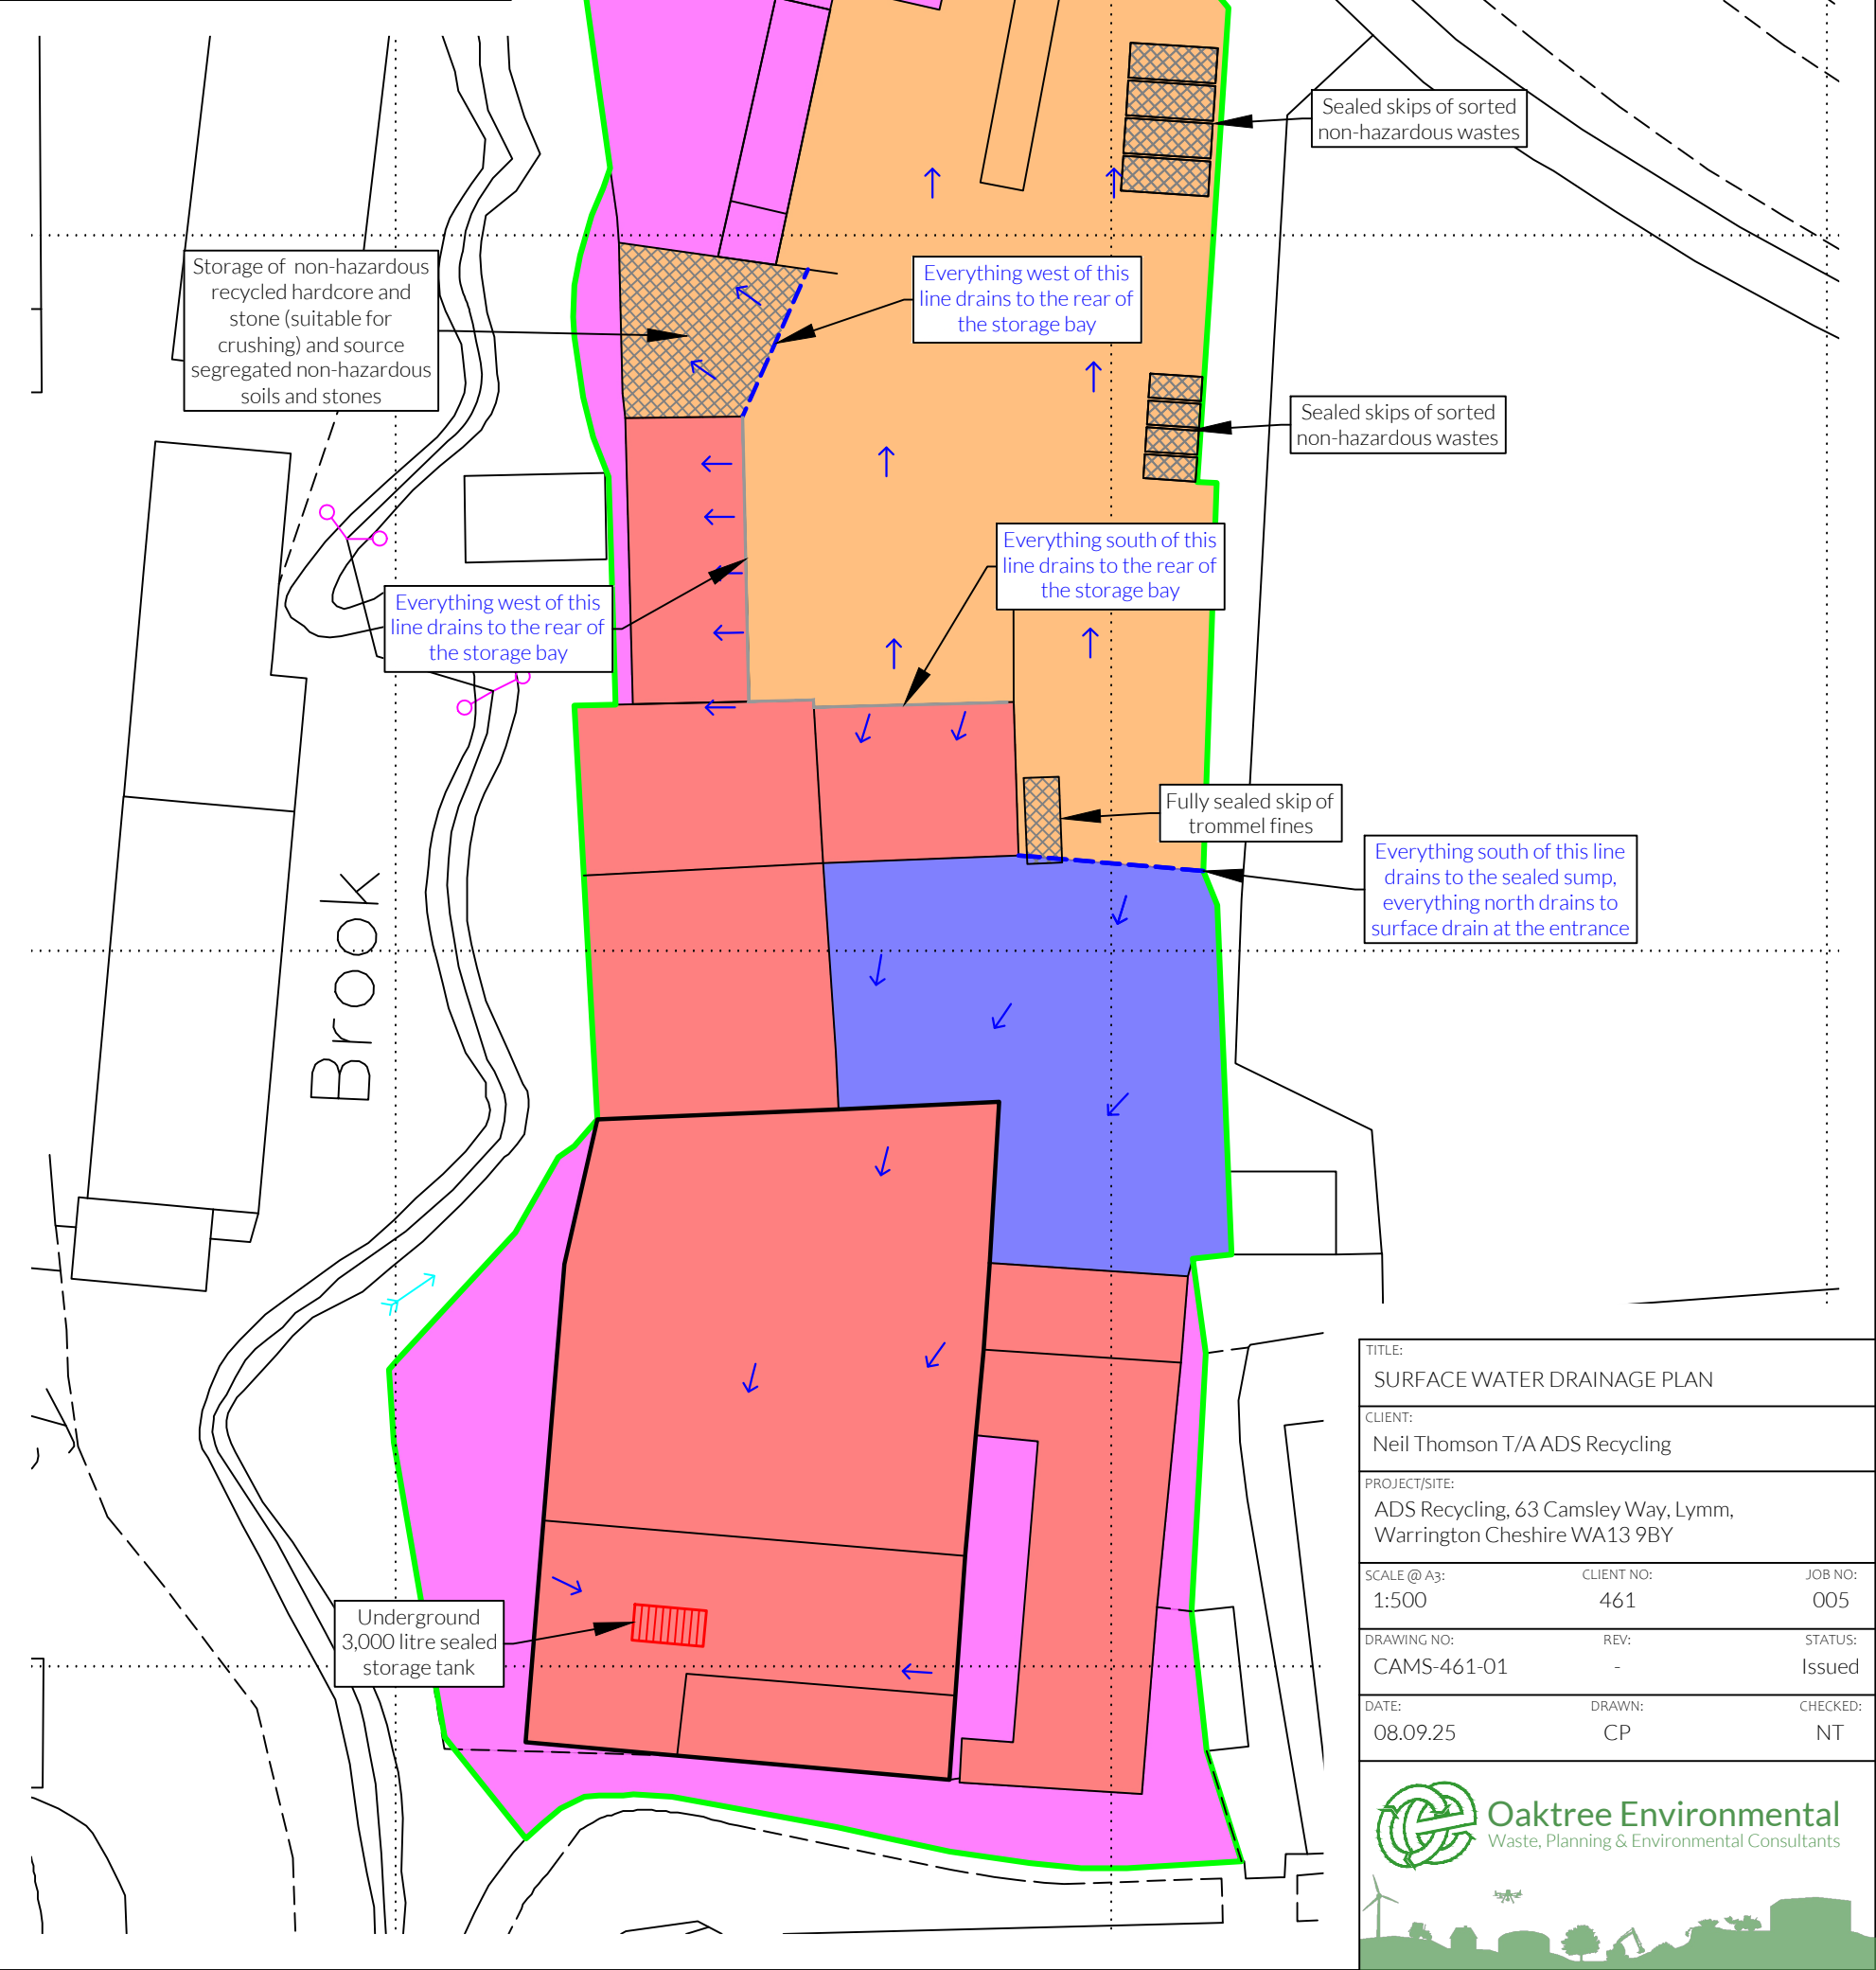 Sealed skips of sorted
non-hazardous wastes
Storage of non-hazardous
recycled hardcore and
stone (suitable for
crushing) and source
segregated non-hazardous
soils and stones
Everything west of this
line drains to the rear of
the storage bay
Sealed skips of sorted
non-hazardous wastes
Everything south of this
line drains to the rear of
the storage bay
Everything west of this
line drains to the rear of
the storage bay
Fully sealed skip of
trommel fines
Everything south of this line
drains to the sealed sump,
everything north drains to
surface drain at the entrance
Brook
Underground
3,000 litre sealed
storage tank
TITLE:
SURFACE WATER DRAINAGE PLAN
CLIENT:
Neil Thomson T/A ADS Recycling
PROJECT/SITE:
ADS Recycling, 63 Camsley Way, Lymm,
Warrington Cheshire WA13 9BY
SCALE @ A3: CLIENT NO: JOB NO:
1:500 461 005
DRAWING NO: REV: STATUS:
CAMS-461-01 - Issued
DATE: DRAWN: CHECKED:
08.09.25 CP NT
Oaktree Environmental
Waste, Planning & Environmental Consultants